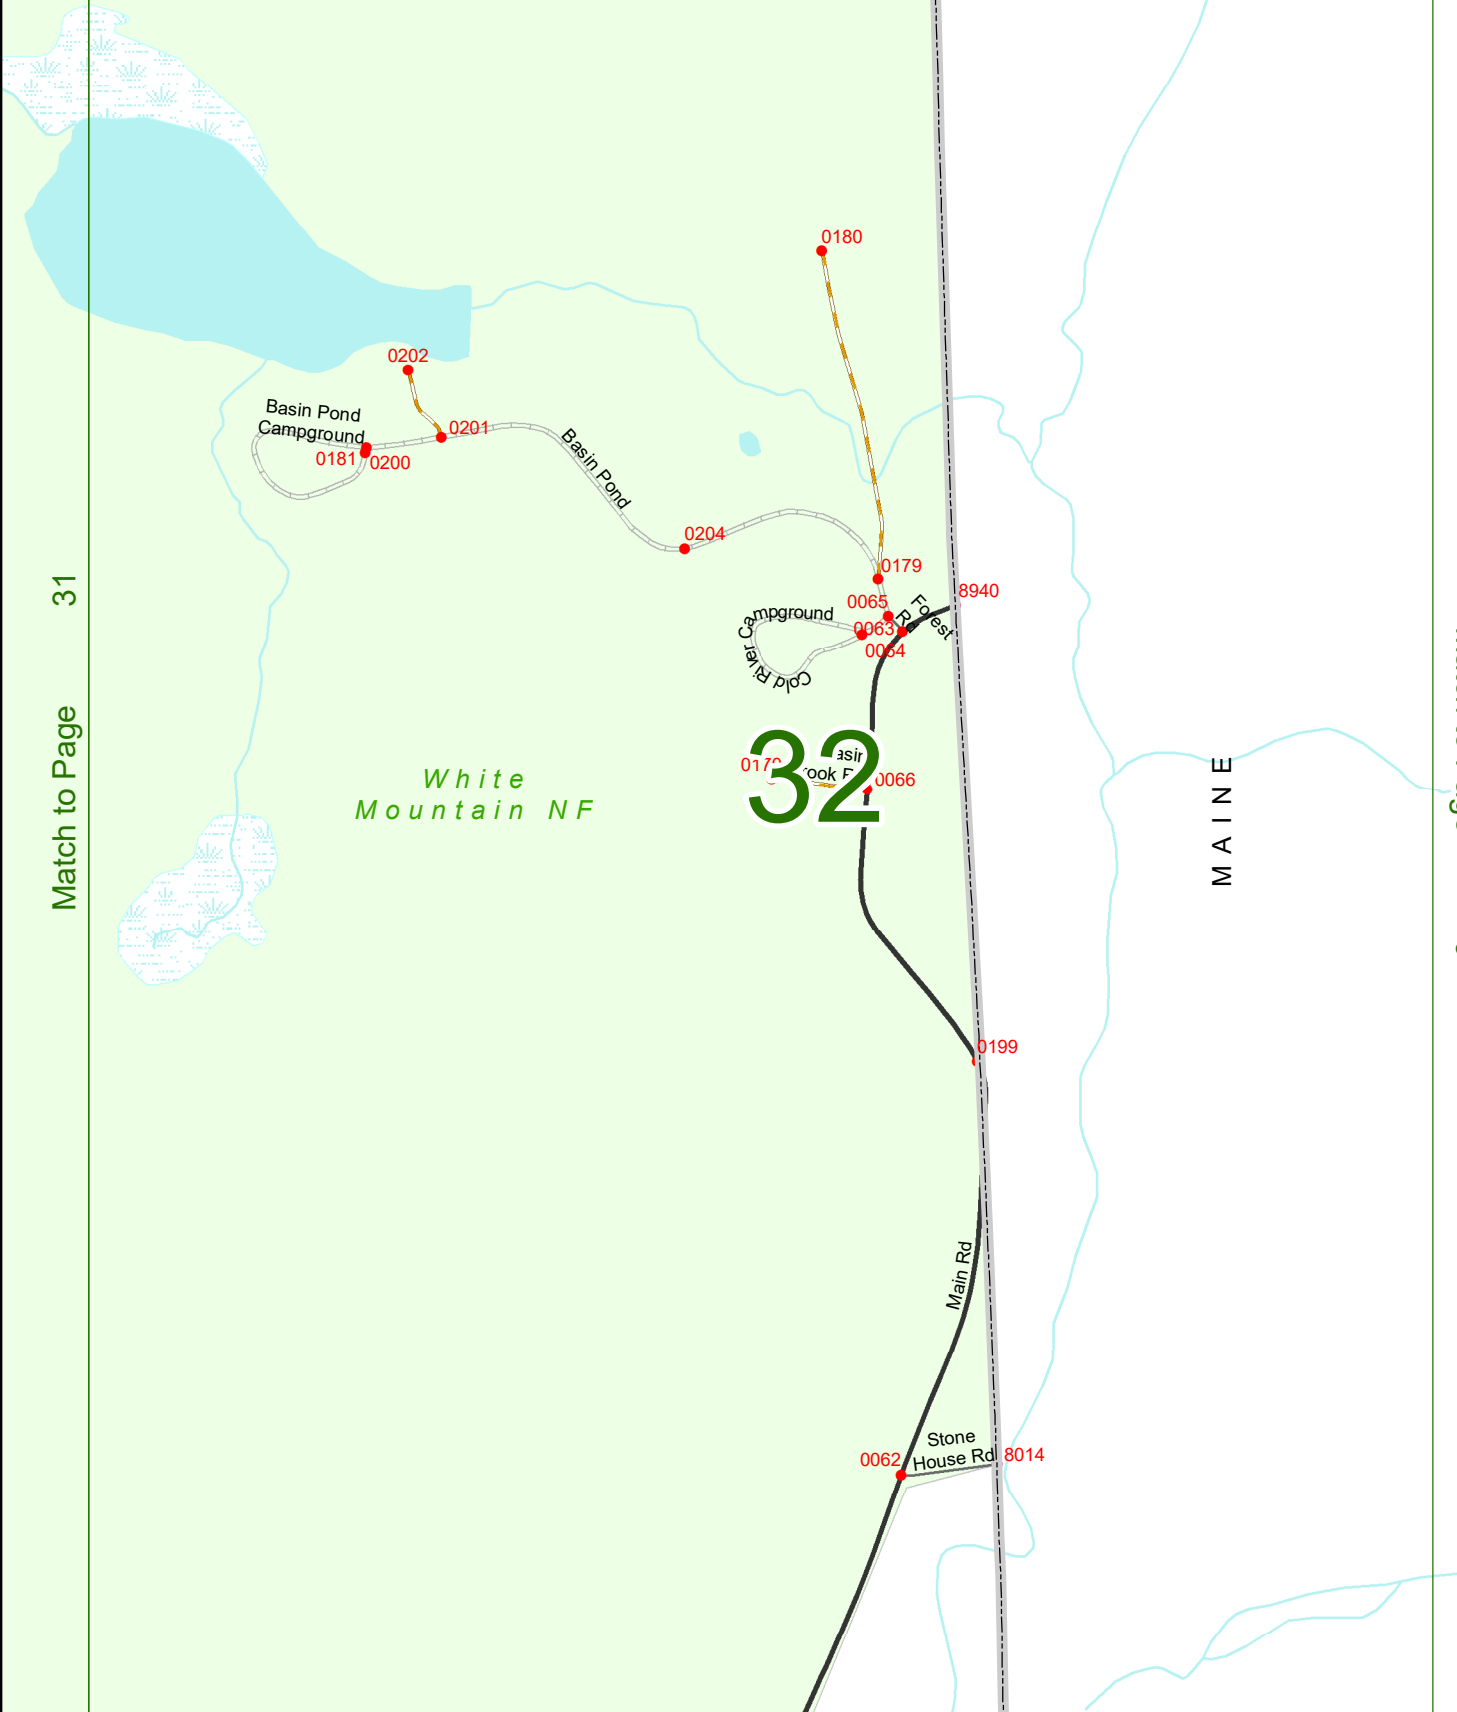 0180
0202
Basin Pond
Campground
0201
0181
0200
Basin Pond
0204
0179
8940
0065
Forest
Rd
Campground
0063
0064
Cold River
31
Match to Page
White
Mountain NF
32
0066
MAINE
0199
Main Rd
Stone
House Rd
0062
8014